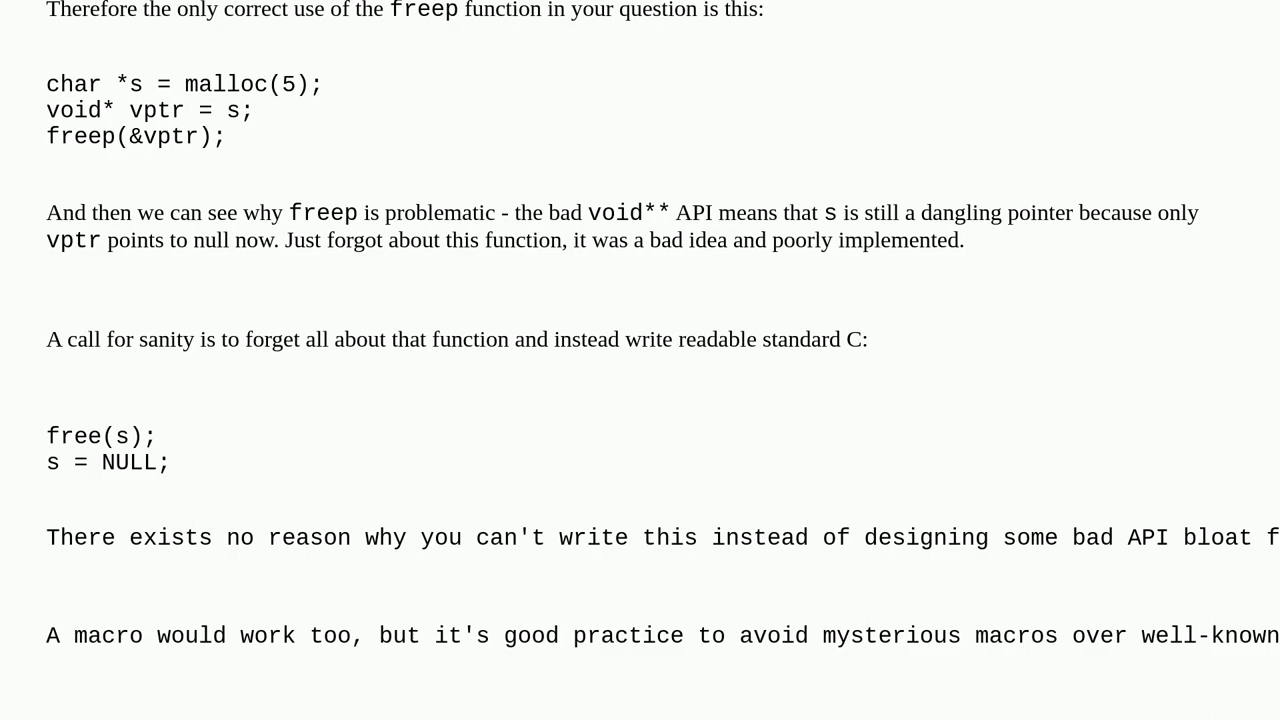 Therefore the only correct use of the freep function in your question is this:
char *s = malloc(5);
void* vptr = s;
freep(&vptr);
And then we can see why freep is problematic - the bad void** API means that s is still a dangling pointer because only
vptr points to null now. Just forgot about this function, it was a bad idea and poorly implemented.
A call for sanity is to forget all about that function and instead write readable standard C:
free(s);
s = NULL;
There exists no reason why you can't write this instead of designing some bad API bloat f
A macro would work too, but it's good practice to avoid mysterious macros over well-known